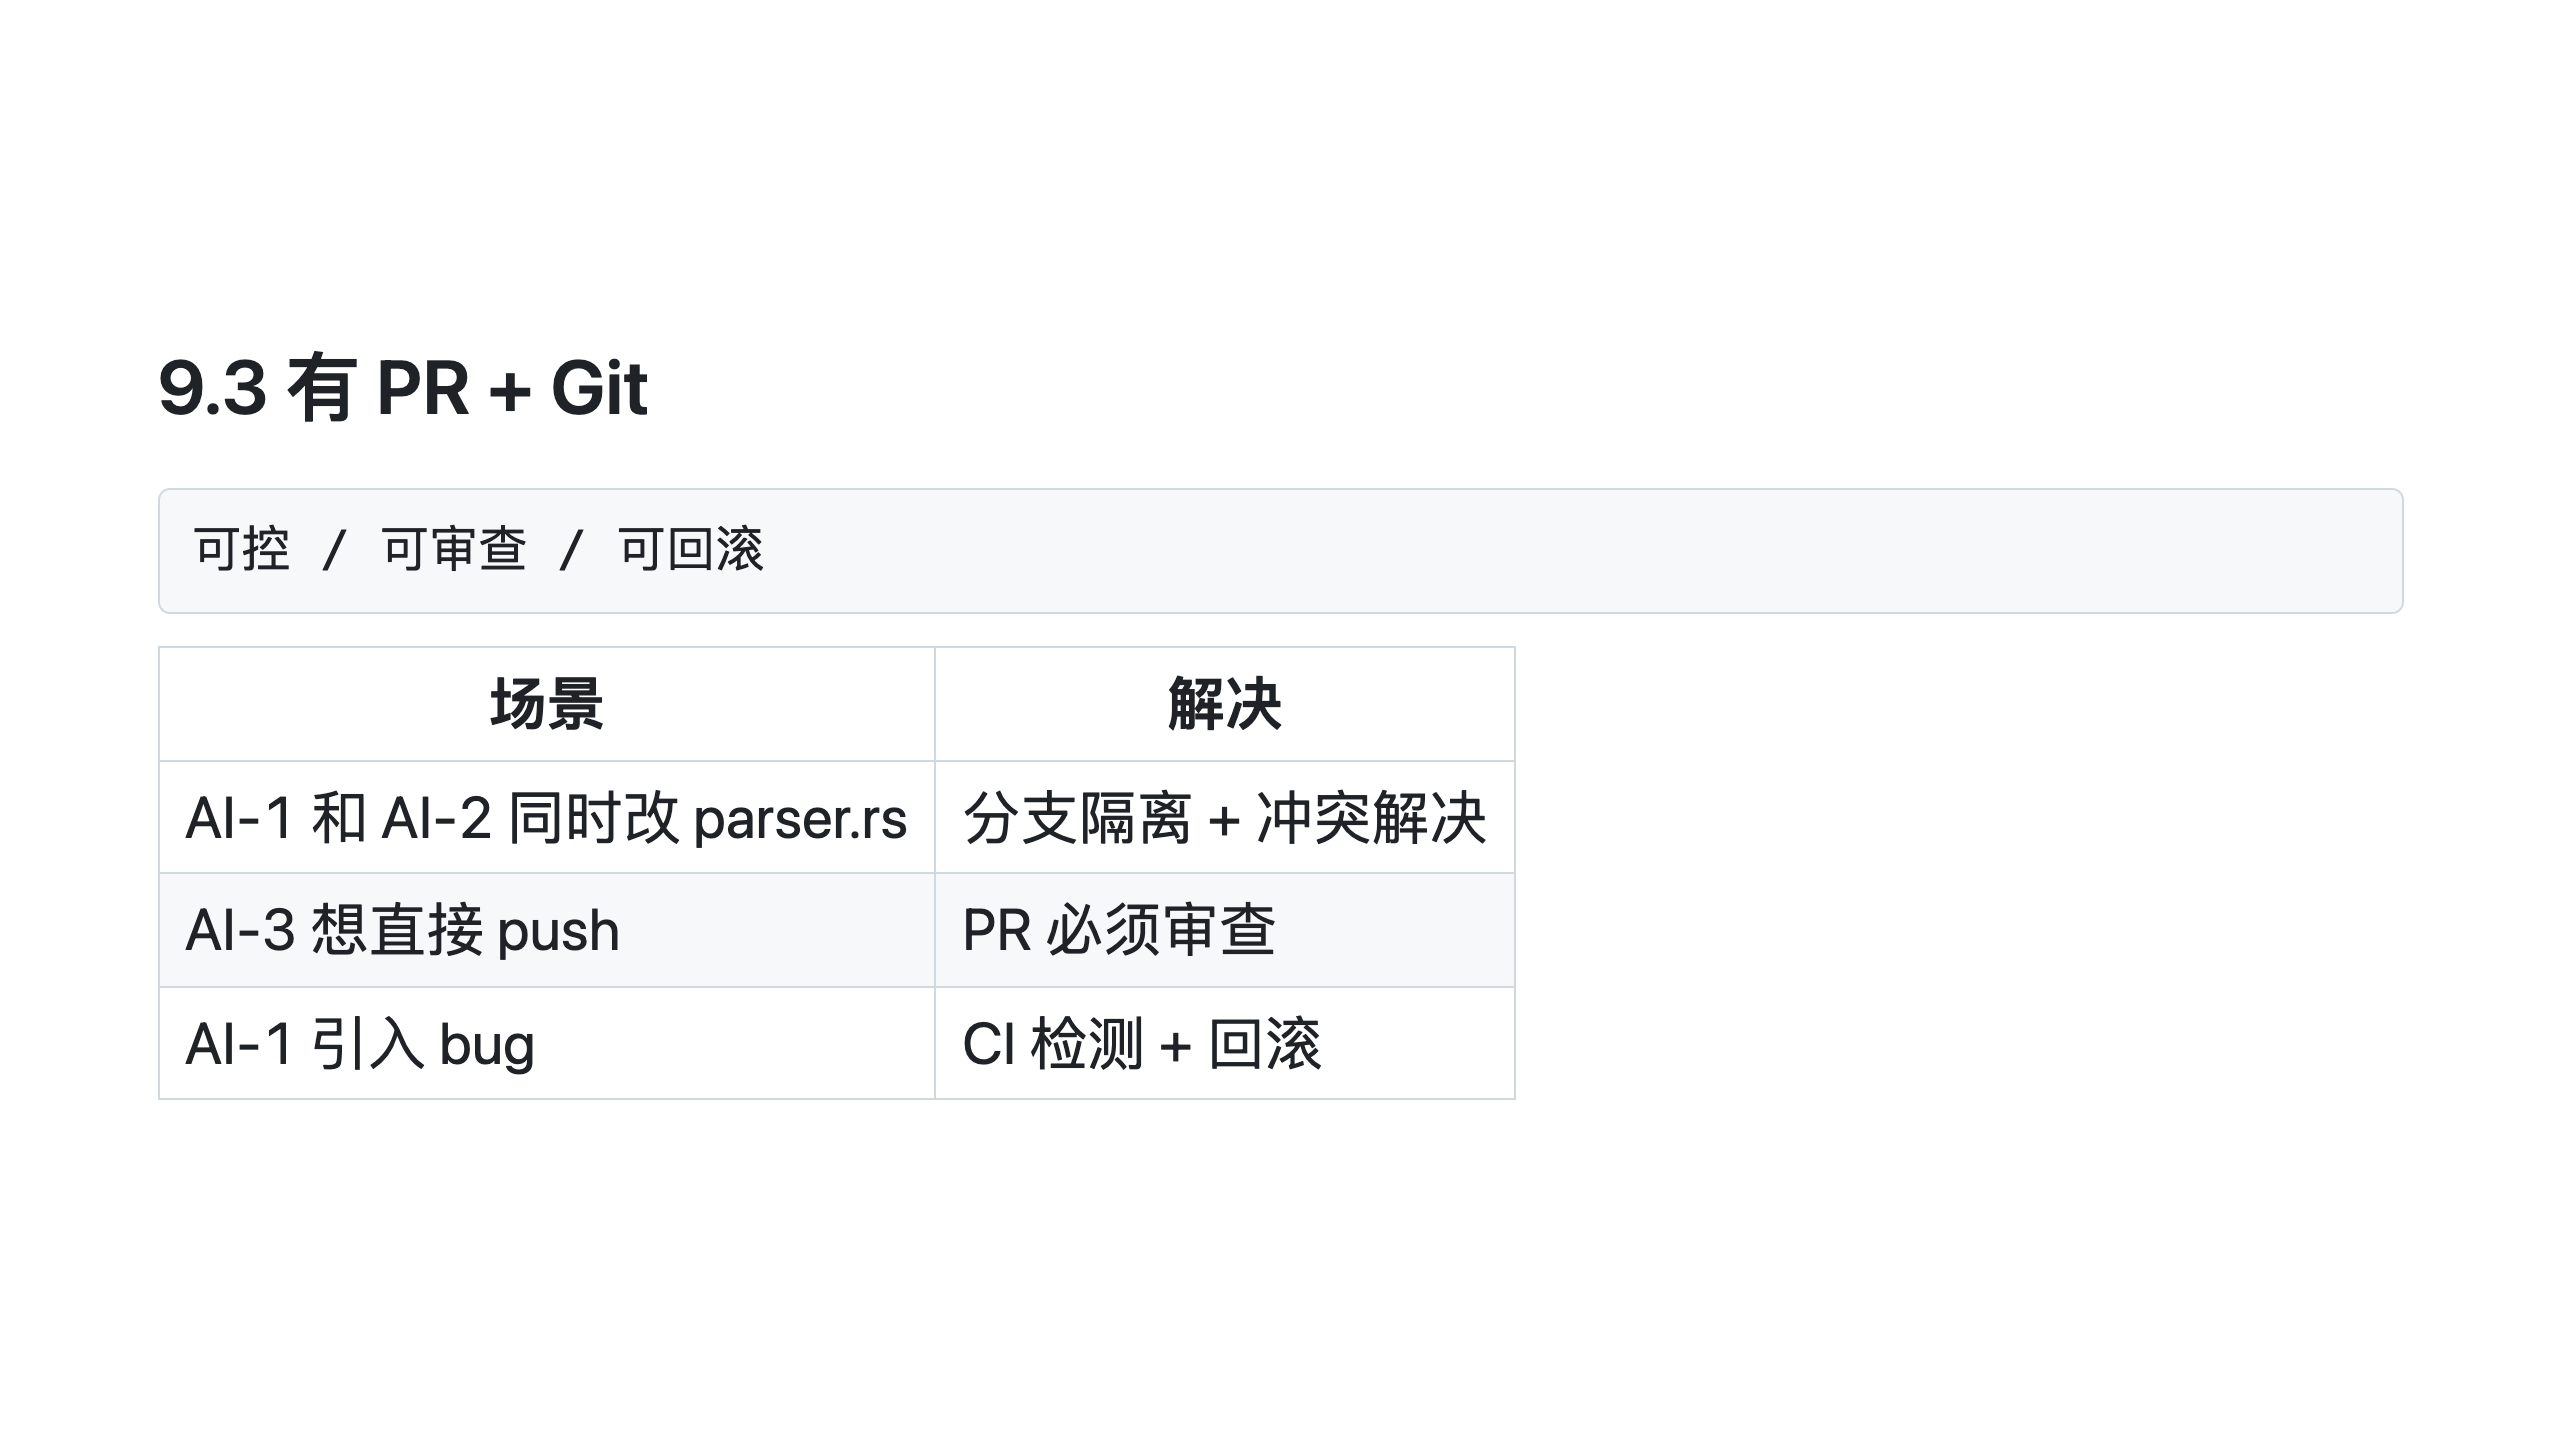 9.3 有 PR + Git
可控 / 可审查 / 可回滚
场景 解决
AI-1 和 AI-2 同时改 parser.rs 分支隔离 + 冲突解决
AI-3 想直接 push PR 必须审查
AI-1 引入 bug CI 检测 + 回滚